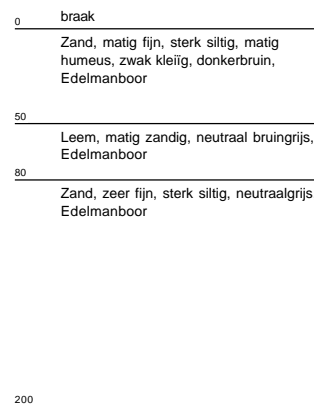 0 braak
Zand, matig fijn, sterk siltig, matig
humeus, zwak kleiïg, donkerbruin,
Edelmanboor
50
Leem, matig zandig, neutraal bruingrijs,
Edelmanboor
80
Zand, zeer fijn, sterk siltig, neutraalgrijs
Edelmanboor
200